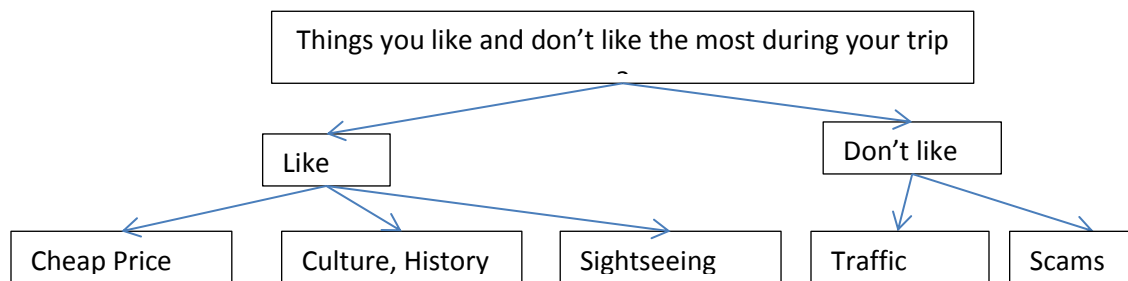 Things you like and don’t like the most during your trip
?
Like
Don’t like
Cheap Price
Culture, History
Sightseeing
Traffic
Scams